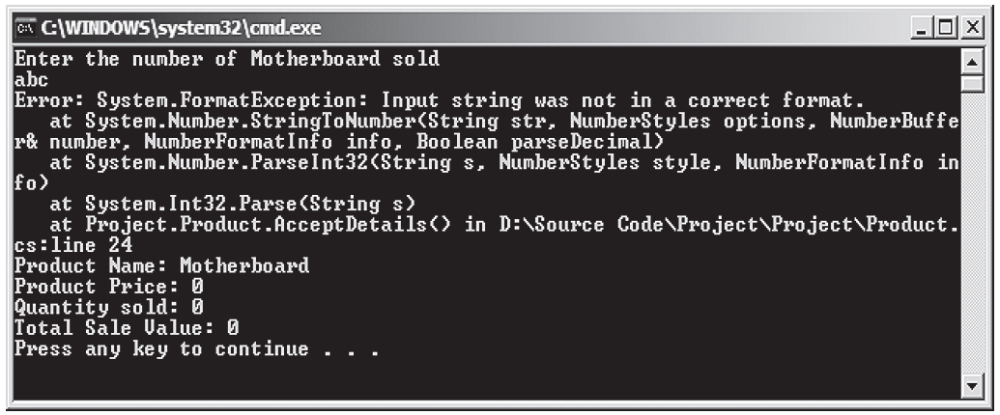 C:\WINDOWS\system32\cmd.exe
Enter the number of Motherboard sold
abc
Error: System.FormatException: Input string was not in a correct format.
   at System.Number.StringToNumber(String str, NumberStyles options, NumberBuffe
r& number, NumberFormatInfo info, Boolean parseDecimal)
   at System.Number.ParseInt32(String s, NumberStyles style, NumberFormatInfo in
fo)
   at System.Int32.Parse(String s)
   at Project.Product.AcceptDetails() in D:\Source Code\Project\Project\Product.
cs:line 24
Product Name: Motherboard
Product Price: 0
Quantity sold: 0
Total Sale Value: 0
Press any key to continue . . .